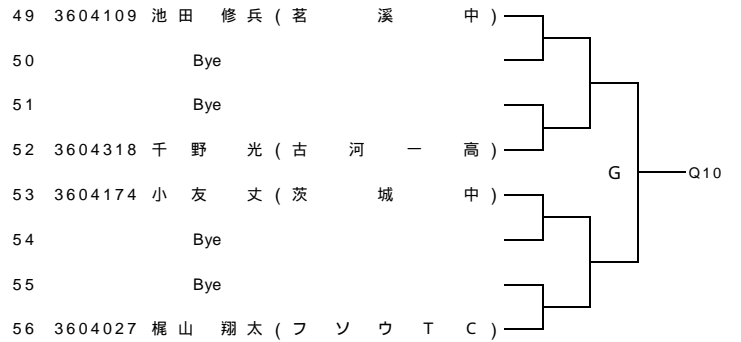 49 3604109 池田 修兵(茗溪中)
50 Bye
51 Bye
52 3604318 千野 光(古河一高)
G Q10
53 3604174 小友 丈(茨城中)
54 Bye
55 Bye
56 3604027 梶山 翔太(フソウTC)